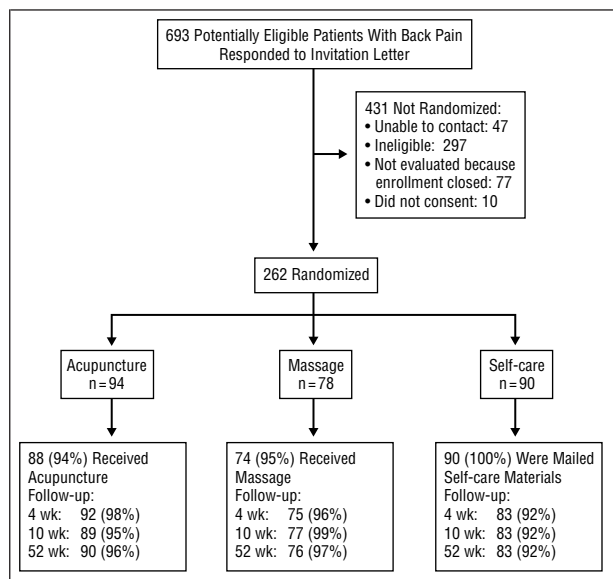 693 Potentially Eligible Patients With Back Pain
Responded to Invitation Letter
431 Not Randomized:
• Unable to contact: 47
• Ineligible: 297
• Not evaluated because
enrollment closed: 77
• Did not consent: 10
262 Randomized
Acupuncture
n=94
Massage
n=78
Self-care
n=90
88 (94%) Received
Acupuncture
Follow-up:
4 wk: 92 (98%)
10 wk: 89 (95%)
52 wk: 90 (96%)
74 (95%) Received
Massage
Follow-up:
4 wk: 75 (96%)
10 wk: 77 (99%)
52 wk: 76 (97%)
90 (100%) Were Mailed
Self-care Materials
Follow-up:
4 wk: 83 (92%)
10 wk: 83 (92%)
52 wk: 83 (92%)